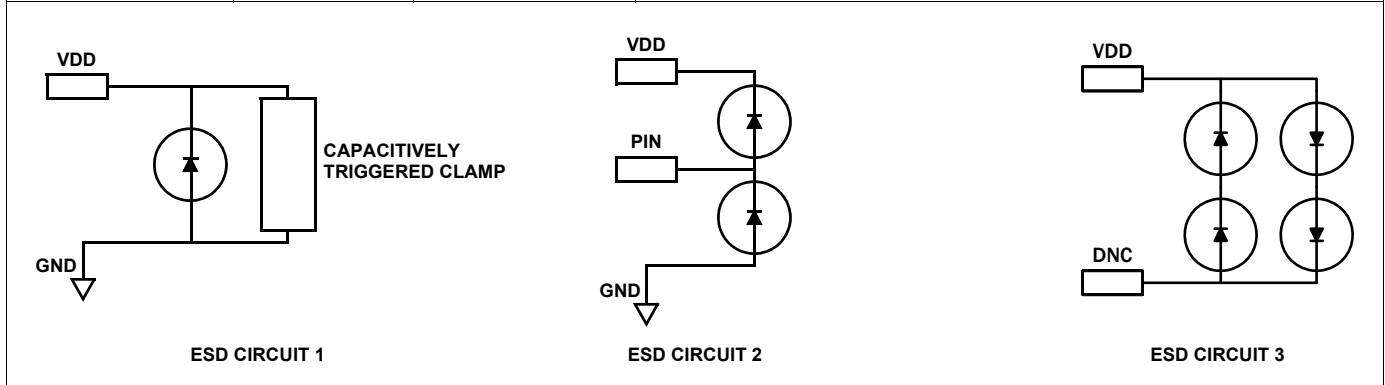 VDD
CAPACITIVELY
TRIGGERED CLAMP
GND
ESD CIRCUIT 1
VDD
PIN
GND
ESD CIRCUIT 2
VDD
DNC
ESD CIRCUIT 3